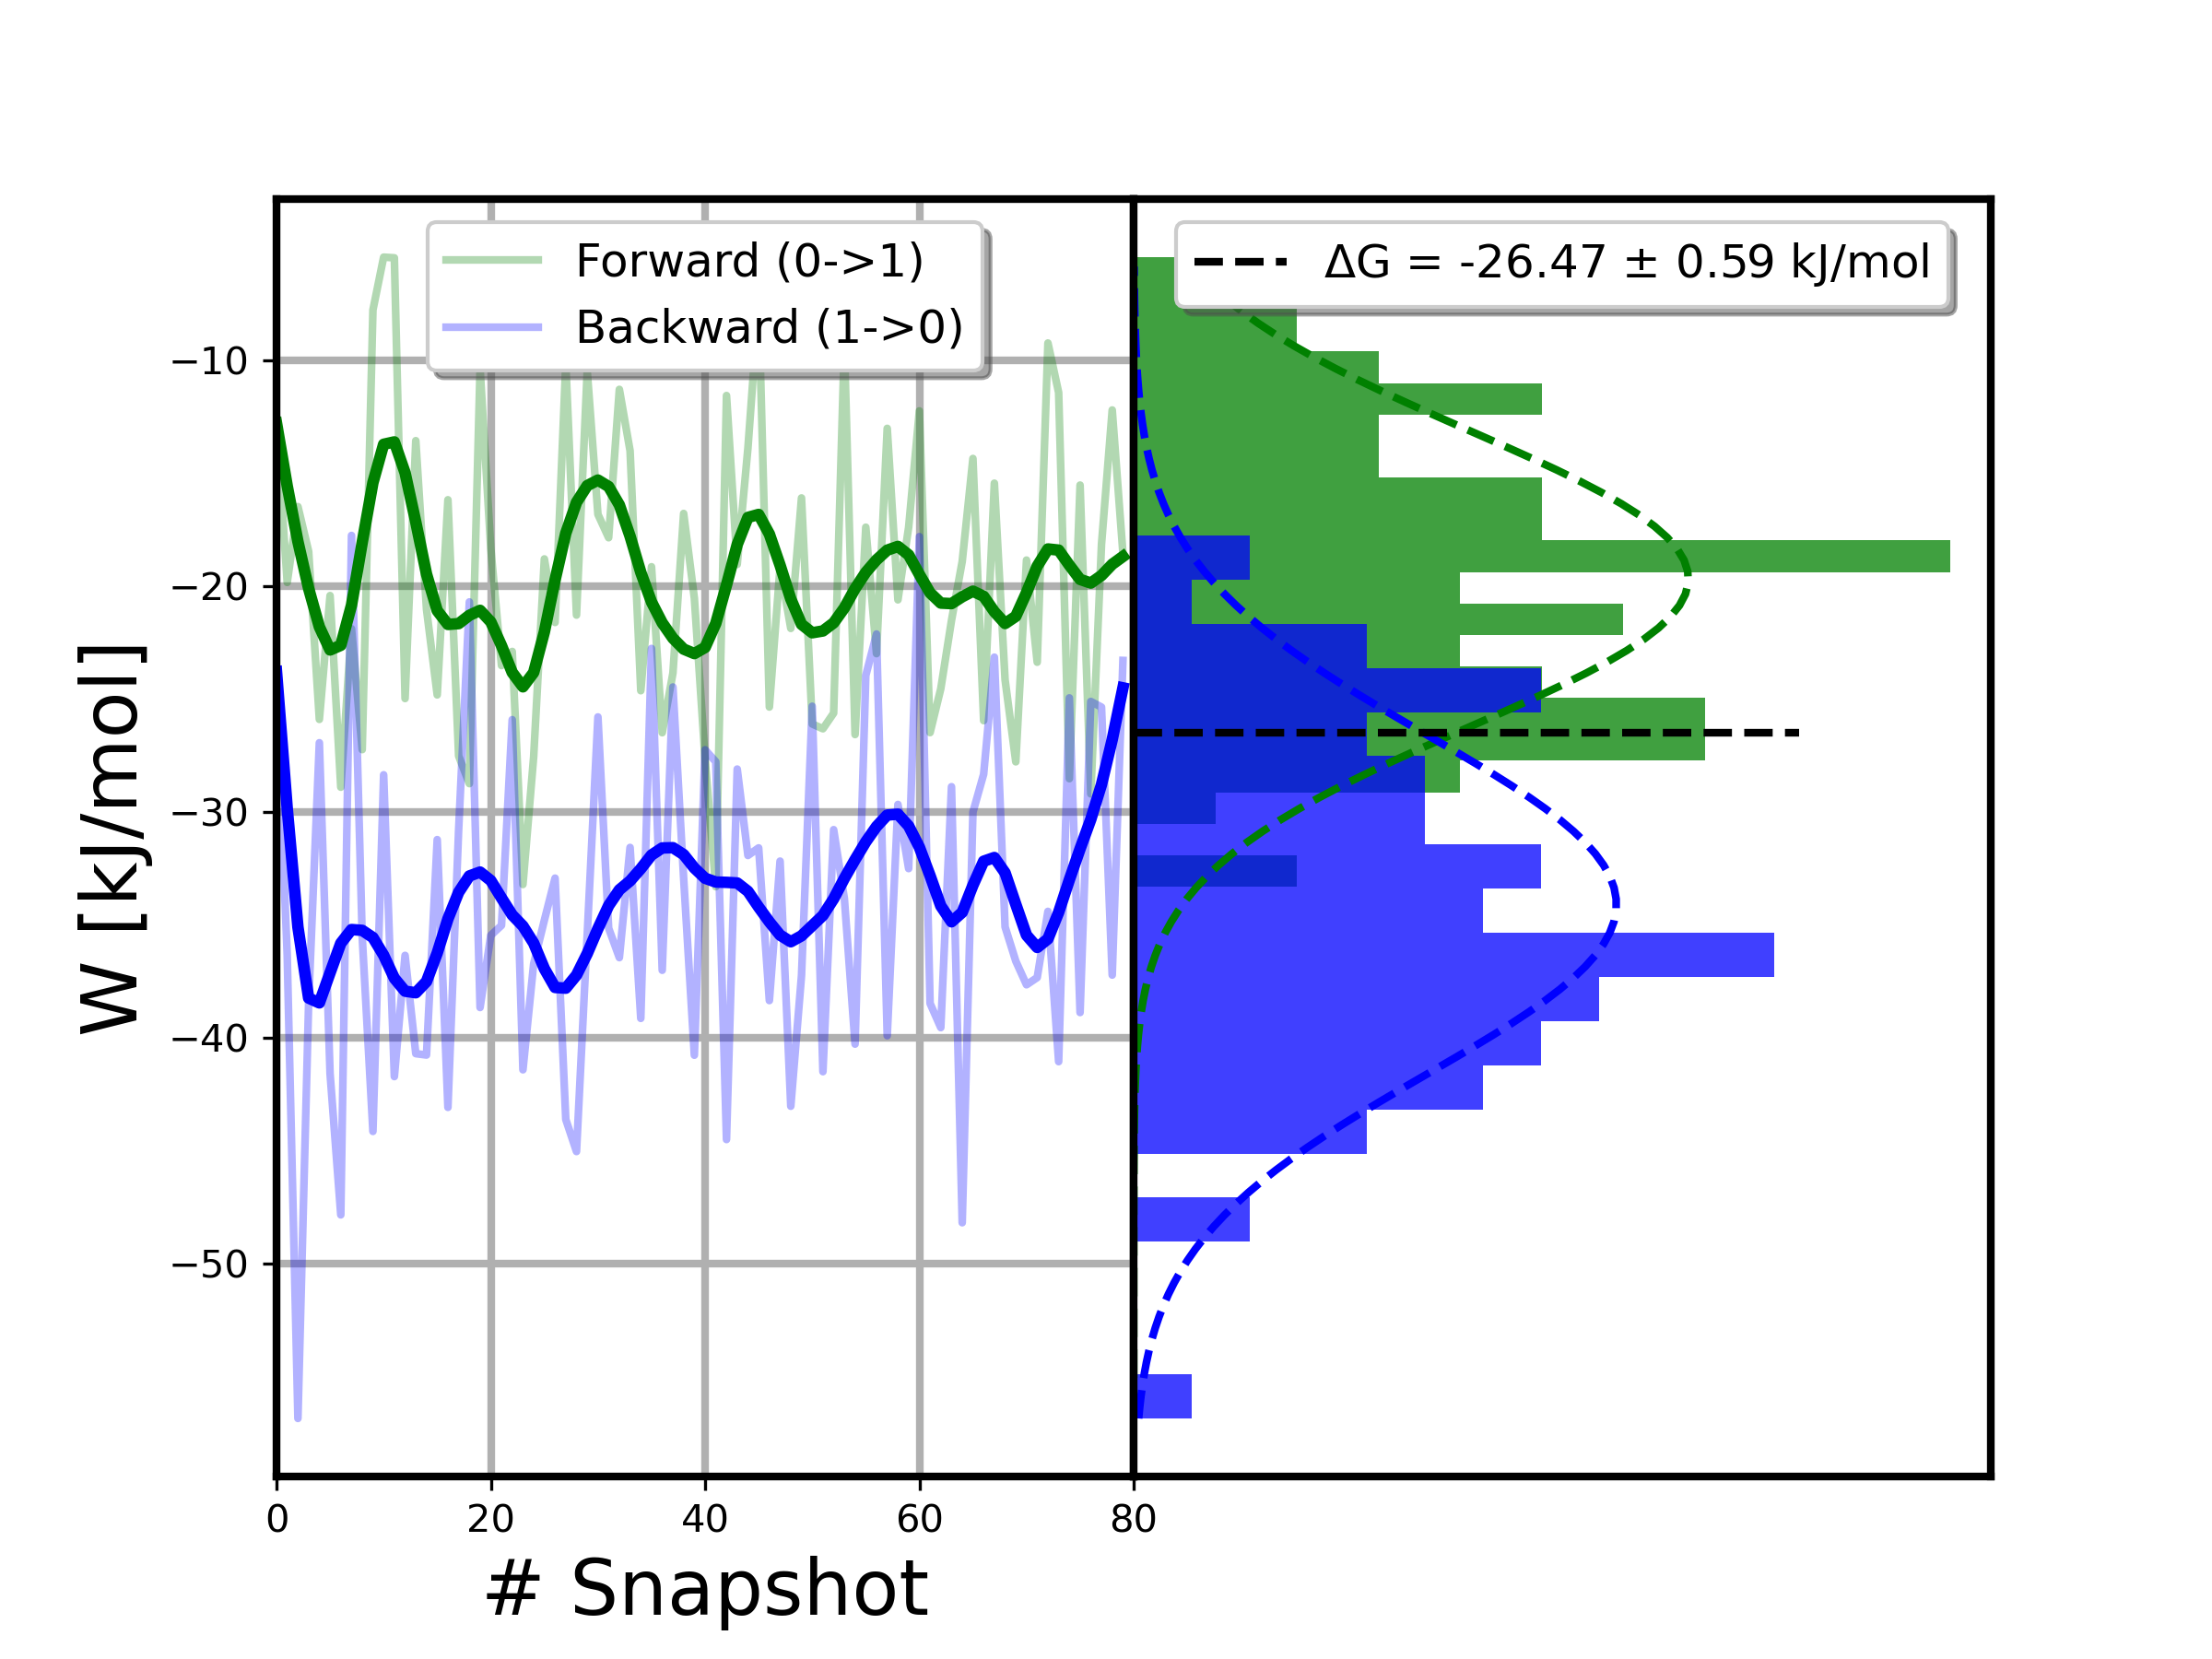 Forward (0->1)
Backward (1->0)
ΔG = -26.47 ± 0.59 kJ/mol
W [kJ/mol]
−10
−20
−30
−40
−50
0 20 40 60 80
# Snapshot